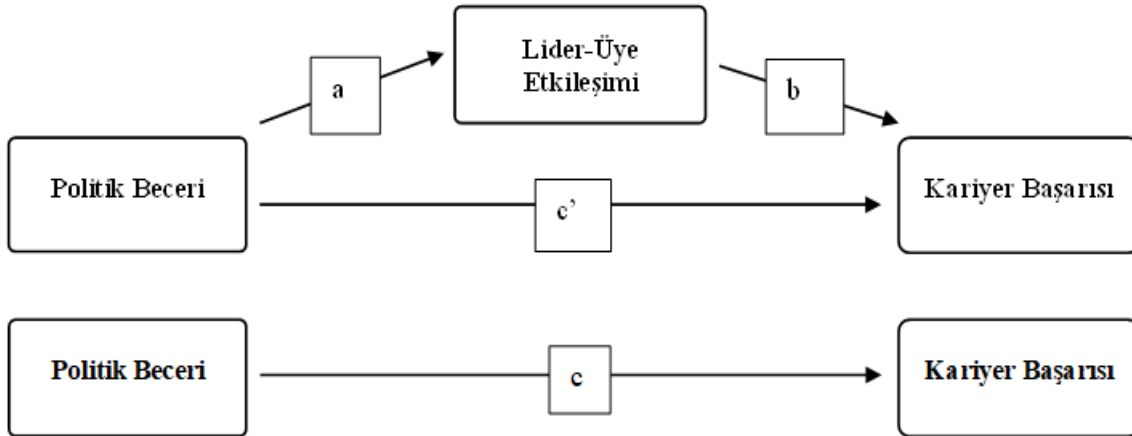 Lider-Üye
Etkileşimi
a
b
Politik Beceri
c’
Kariyer Başarısı
Politik Beceri
c
Kariyer Başarısı